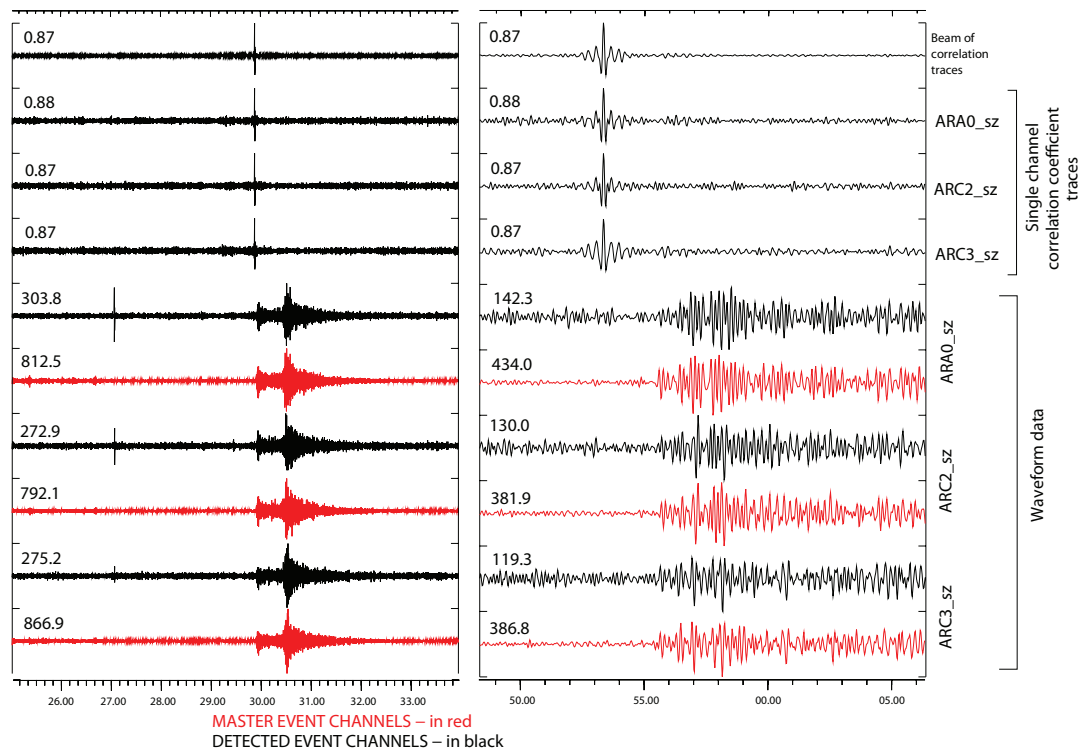 0.87
0.87
Beam of
correlation
traces
0.88
0.88
ARA0_sz
0.87
0.87
ARC2_sz
0.87
0.87
ARC3_sz
Single channel
correlation coefficient
traces
303.8
142.3
812.5
434.0
ARA0_sz
272.9
130.0
792.1
381.9
ARC2_sz
275.2
119.3
866.9
386.8
ARC3_sz
Waveform data
26.00 27.00 28.00 29.00 30.00 31.00 32.00 33.00
50.00 55.00 00.00 05.00
MASTER EVENT CHANNELS – in red
DETECTED EVENT CHANNELS – in black